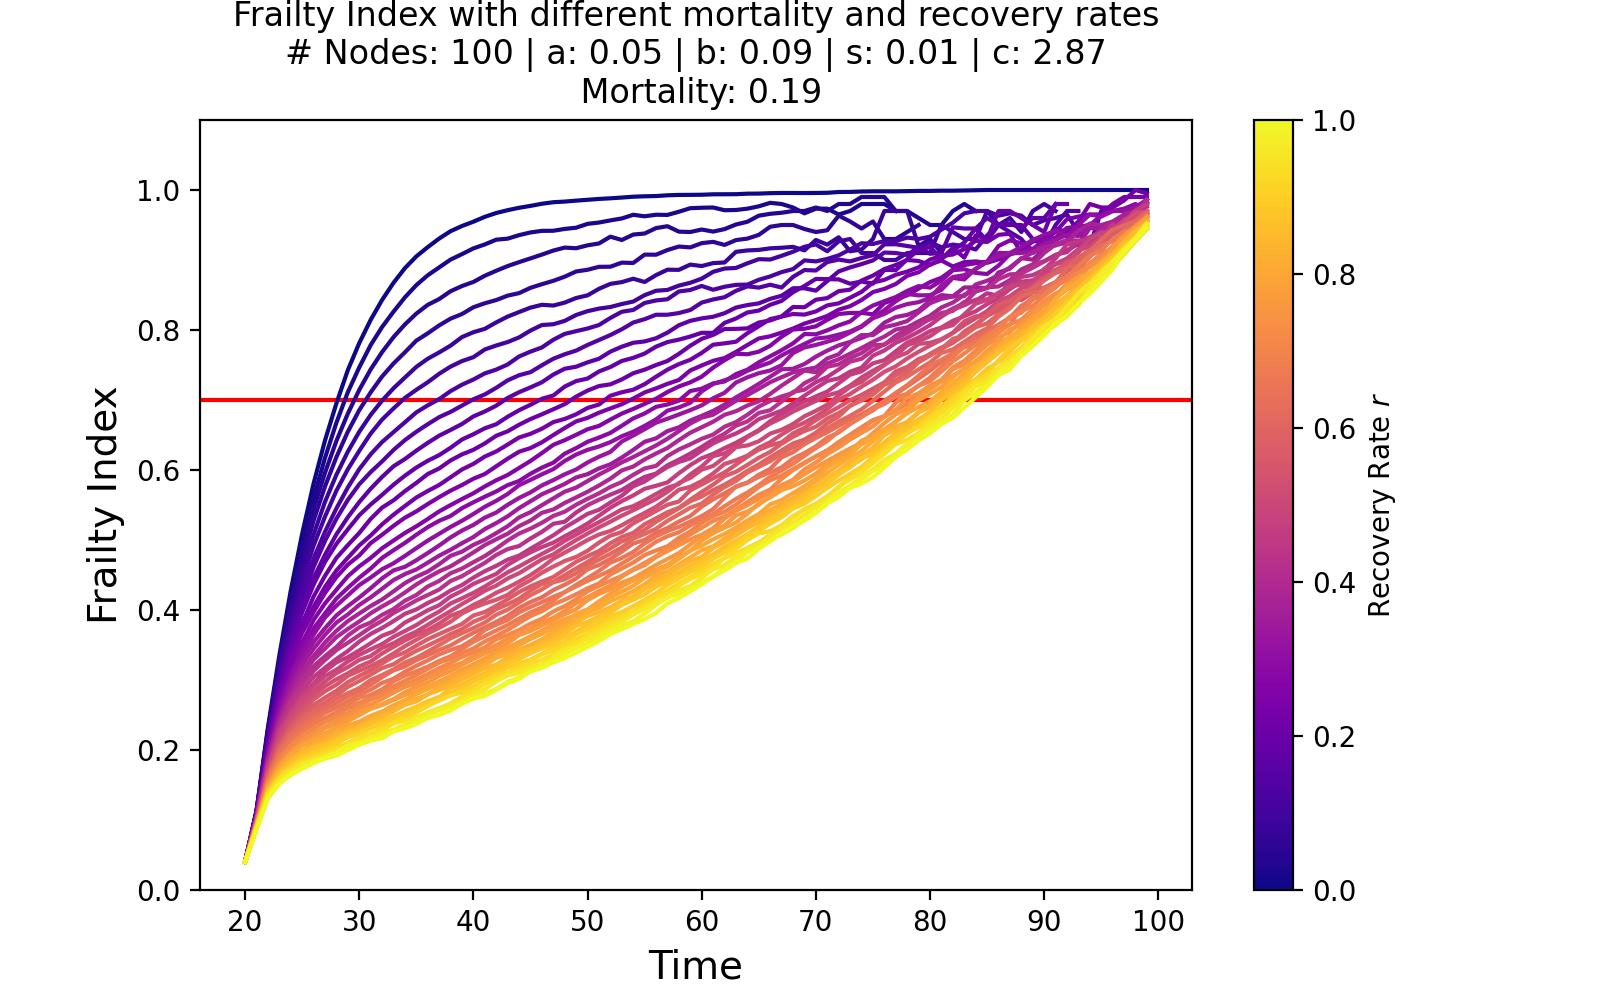 Frailty Index with different mortality and recovery rates
# Nodes: 100 | a: 0.05 | b: 0.09 | s: 0.01 | c: 2.87
Mortality: 0.19
Frailty Index
1.0
0.8
0.6
0.4
0.2
0.0
20 30 40 50 60 70 80 90 100
Time
1.0
0.8
0.6
0.4
0.2
0.0
Recovery Rate r